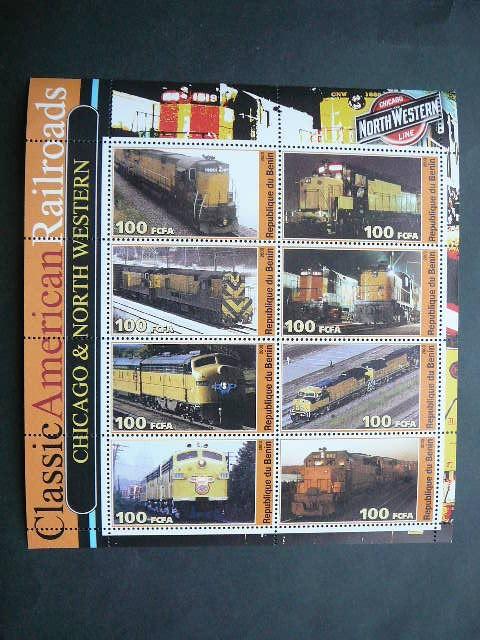 Classic American Railroads
CHICAGO & NORTH WESTERN
1519
CNW
CHICAGO
NORTH WESTERN
LINE
100 FCFA
Republique du Benin
100 FCFA
Republique du Benin
100 FCFA
Republique du Benin
100 FCFA
Republique du Benin
100 FCFA
Republique du Benin
100 FCFA
Republique du Benin
100 FCFA
Republique du Benin
100 FCFA
Republique du Benin